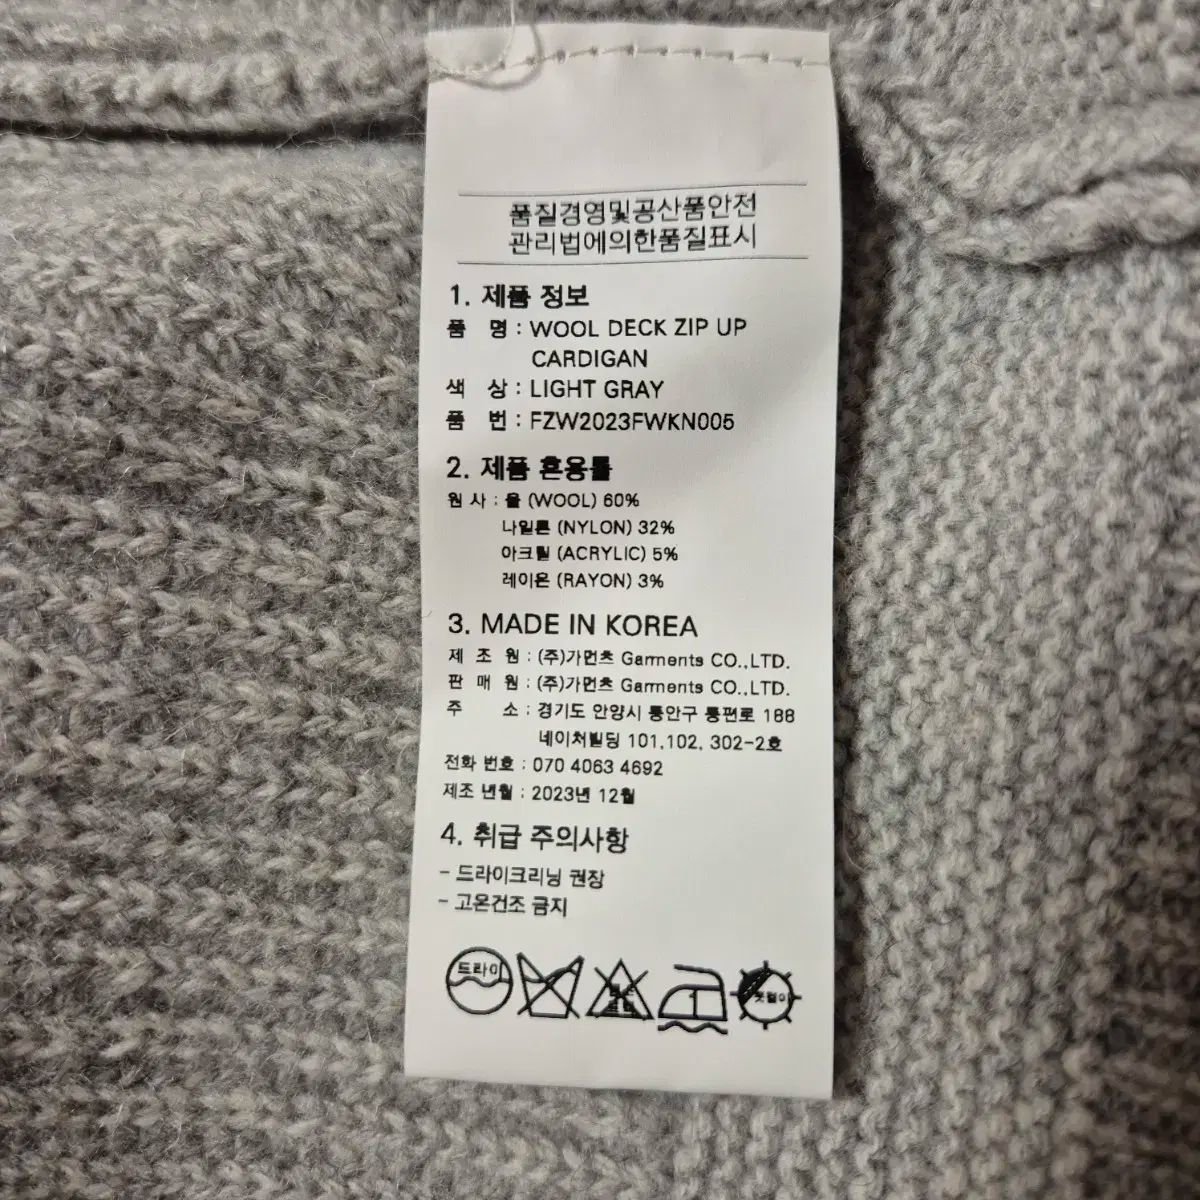 품질경영및공산품안전
관리법에의한품질표시
1. 제품 정보
품 명 : WOOL DECK ZIP UP
CARDIGAN
색 상 : LIGHT GRAY
품 번 : FZW2023FWKN005
2. 제품 혼용률
원 사 : 울 (WOOL) 60%
나일론 (NYLON) 32%
아크릴 (ACRYLIC) 5%
레이온 (RAYON) 3%
3. MADE IN KOREA
제 조 원 : (주)가먼츠 Garments CO.,LTD.
판 매 원 : (주)가먼츠 Garments CO.,LTD.
주 소 : 경기도 안양시 동안구 통편로 188
네이처빌딩 101,102, 302-2호
전화 번호 : 070 4063 4692
제조 년월 : 2023년 12월
4. 취급 주의사항
- 드라이크리닝 권장
- 고온건조 금지
드라이 1 옷걸이